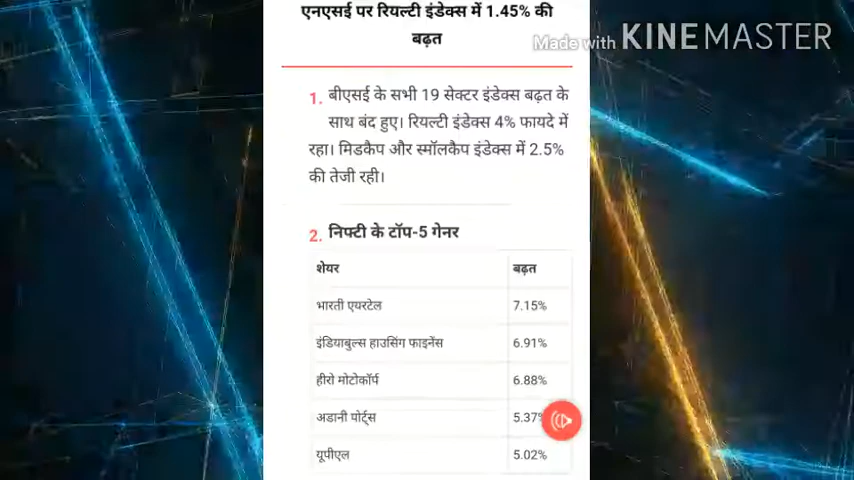 एनएसई पर रियल्टी इंडेक्स में 1.45% की
बढ़त
Made with KINEMASTER
1. बीएसई के सभी 19 सेक्टर इंडेक्स बढ़त के
साथ बंद हुए। रियल्टी इंडेक्स 4% फायदे में
रहा। मिडकैप और स्मॉलकैप इंडेक्स में 2.5%
की तेजी रही।
2. निफ्टी के टॉप-5 गेनर
शेयर बढ़त
भारती एयरटेल 7.15%
इंडियाबुल्स हाउसिंग फाइनेंस 6.91%
हीरो मोटोकॉर्प 6.88%
अडानी पोर्ट्स 5.37%
यूपीएल 5.02%